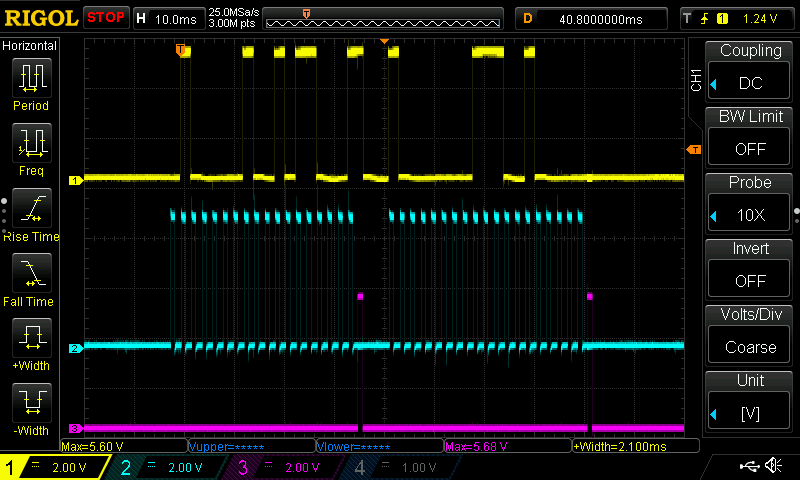 RIGOL STOP H 10.0ms 25.0MSa/s 3.00M pts T D 40.8000000ms T 1 1.24 V
Horizontal
Period
Freq
Rise Time
Fall Time
+Width
-Width
T
1
2
3
T
CH1
Coupling
DC
BW Limit
OFF
Probe
10X
Invert
OFF
Volts/Div
Coarse
Unit
[V]
Max=5.60 V Vupper=***** Vlower=***** Max=5.68 V +Width=2.100ms
1 2.00 V 2 2.00 V 3 2.00 V 4 1.00 V